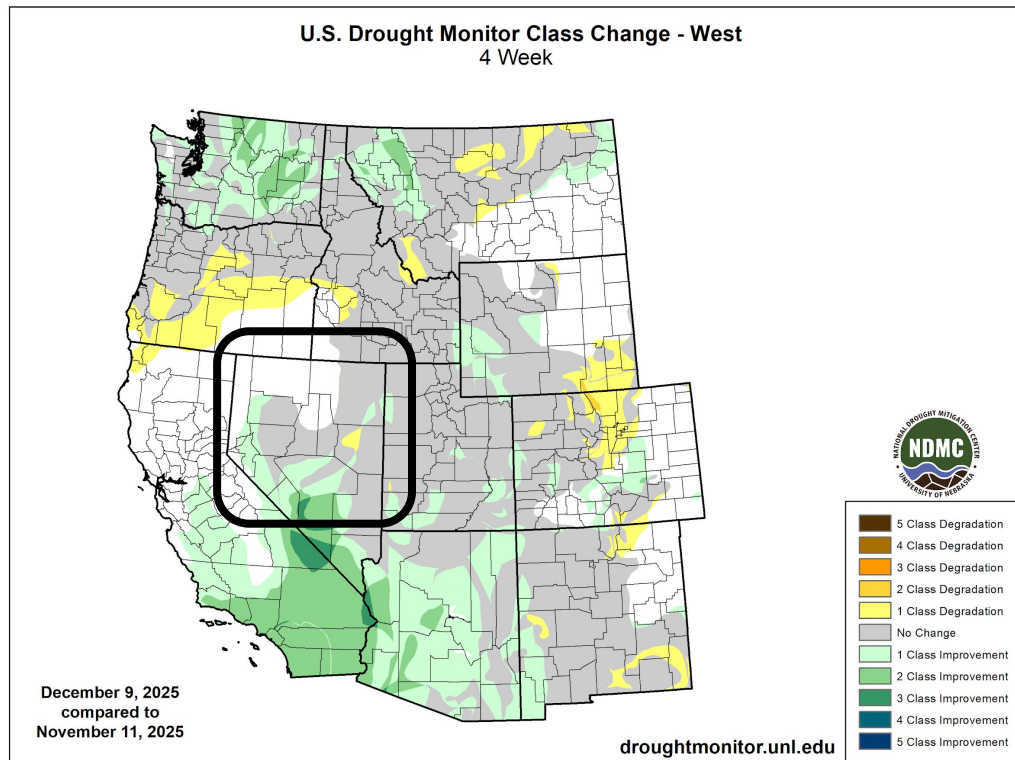 U.S. Drought Monitor Class Change - West
4 Week
NATIONAL DROUGHT MITIGATION CENTER
NDMC
UNIVERSITY OF NEBRASKA
5 Class Degradation
4 Class Degradation
3 Class Degradation
2 Class Degradation
1 Class Degradation
No Change
1 Class Improvement
2 Class Improvement
3 Class Improvement
4 Class Improvement
5 Class Improvement
December 9, 2025
compared to
November 11, 2025
droughtmonitor.unl.edu